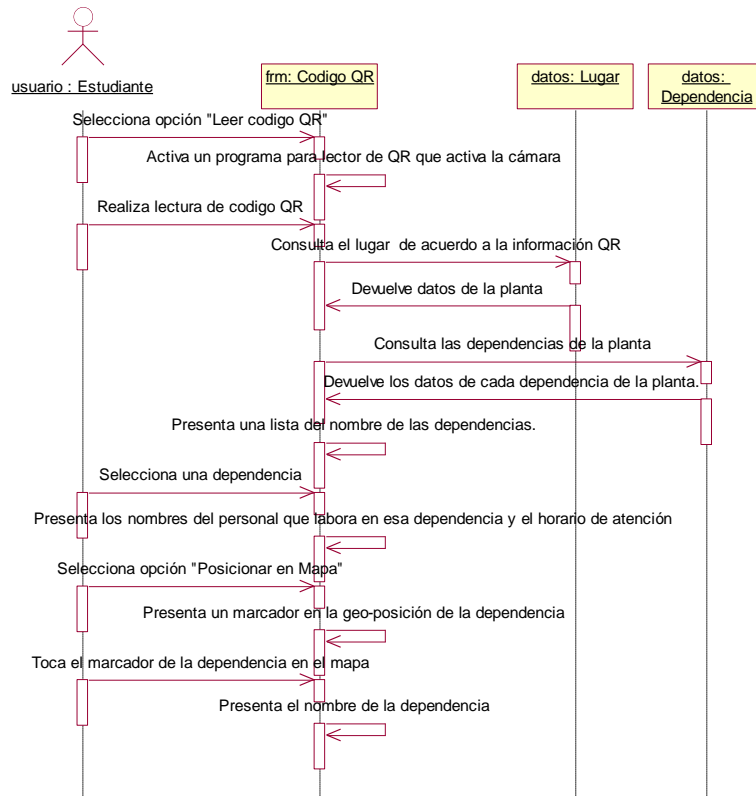 usuario : Estudiante
frm: Codigo QR
datos: Lugar
datos:
Dependencia
Selecciona opción "Leer codigo QR"
Activa un programa para lector de QR que activa la cámara
Realiza lectura de codigo QR
Consulta el lugar de acuerdo a la información QR
Devuelve datos de la planta
Consulta las dependencias de la planta
Devuelve los datos de cada dependencia de la planta.
Presenta una lista del nombre de las dependencias.
Selecciona una dependencia
Presenta los nombres del personal que labora en esa dependencia y el horario de atención
Selecciona opción "Posicionar en Mapa"
Presenta un marcador en la geo-posición de la dependencia
Toca el marcador de la dependencia en el mapa
Presenta el nombre de la dependencia